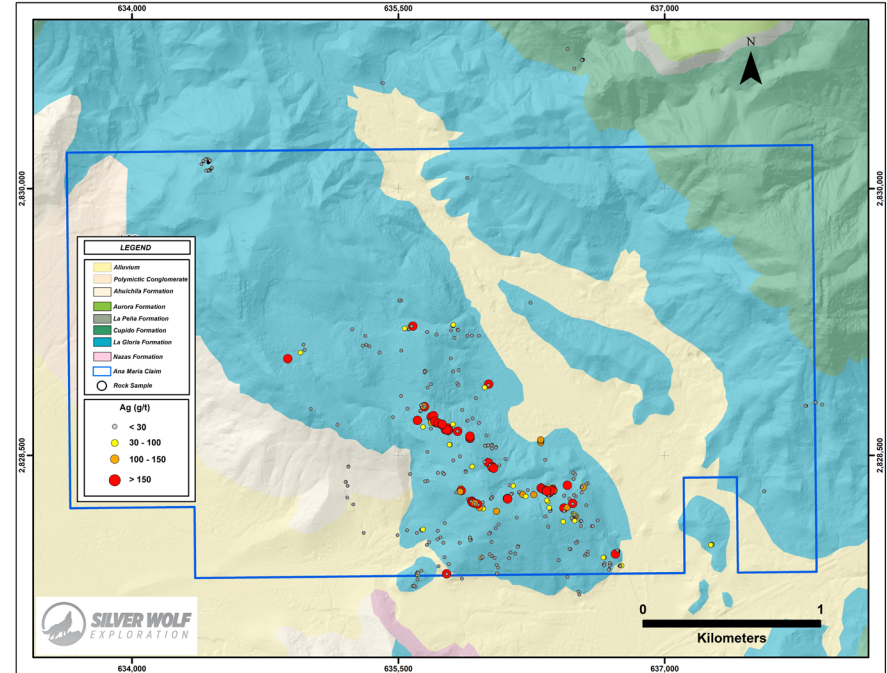 634,000
635,500
637,000
N
2,830,000
2,830,000
LEGEND
Alluvium
Polymictic Conglomerate
Ahuichila Formation
Aurora Formation
La Peña Formation
Cupido Formation
La Gloria Formation
Nazas Formation
Ana Maria Claim
Rock Sample
Ag (g/t)
< 30
30 - 100
100 - 150
> 150
2,828,500
2,828,500
SILVER WOLF
EXPLORATION
0
1
Kilometers
634,000
635,500
637,000